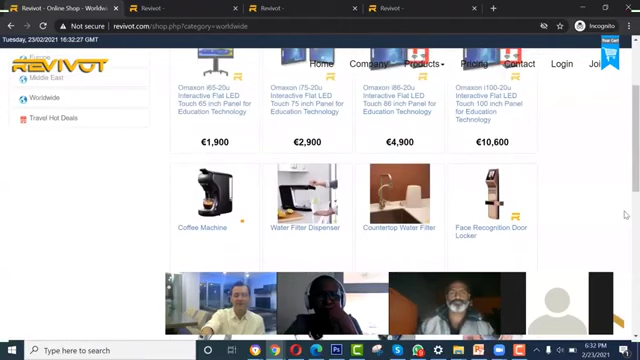 Revivot - Online Shop - Worldw
Revivot -
Revivot -
Revivot -
Not secure
revivot.com/shop.php?category=worldwide
Incognito
Tuesday, 23/02/2021 16:32:27 GMT
Your Cart
REVIVOT
Home
Company
Products
Pricing
Contact
Login
Joi
Europe
Middle East
Worldwide
Travel Hot Deals
Omaxon i65-20u
Interactive Flat LED
Touch 65 inch Panel for
Education Technology
€1,900
Omaxon i75-20u
Interactive Flat LED
Touch 75 inch Panel for
Education Technology
€2,900
Omaxon i86-20u
Interactive Flat LED
Touch 86 inch Panel for
Education Technology
€4,900
Omaxon i100-20u
Interactive Flat LED
Touch 100 inch Panel
for Education
Technology
€10,600
Coffee Machine
Water Filter Dispenser
Countertop Water Filter
Face Recognition Door
Locker
Type here to search
6:32 PM
2/23/2021